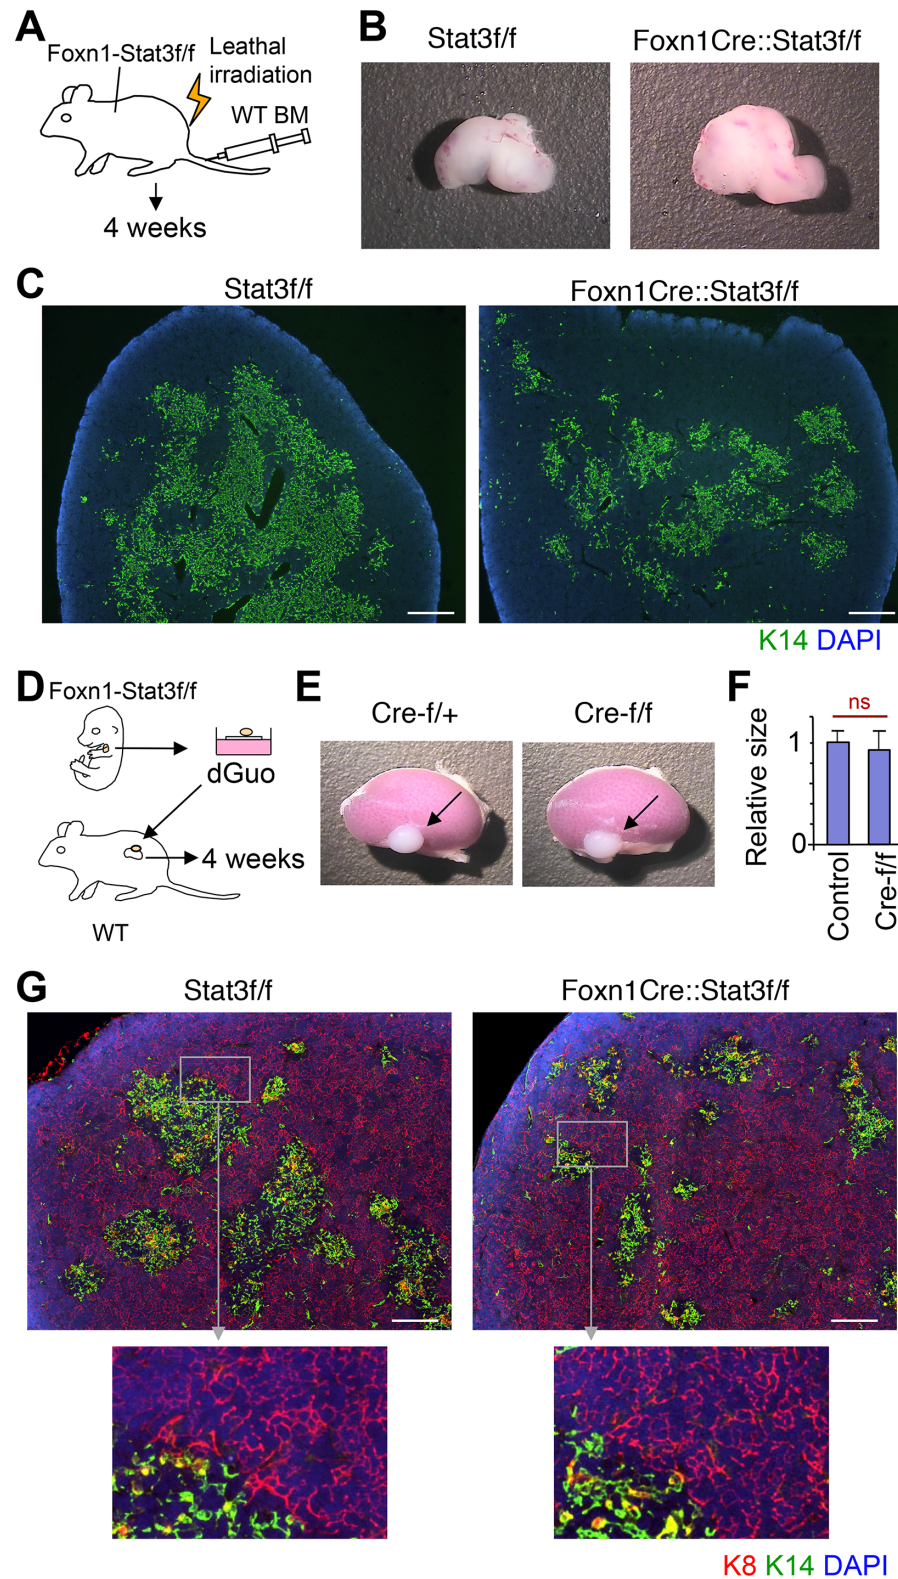 A
Foxn1-Stat3f/f
Leathal
irradiation
WT BM
4 weeks
B
Stat3f/f
Foxn1Cre::Stat3f/f
C
Stat3f/f
Foxn1Cre::Stat3f/f
K14 DAPI
D
Foxn1-Stat3f/f
dGuo
4 weeks
WT
E
Cre-f/+
Cre-f/f
F
ns
Relative size
1
0
Control
Cre-f/f
G
Stat3f/f
Foxn1Cre::Stat3f/f
K8 K14 DAPI